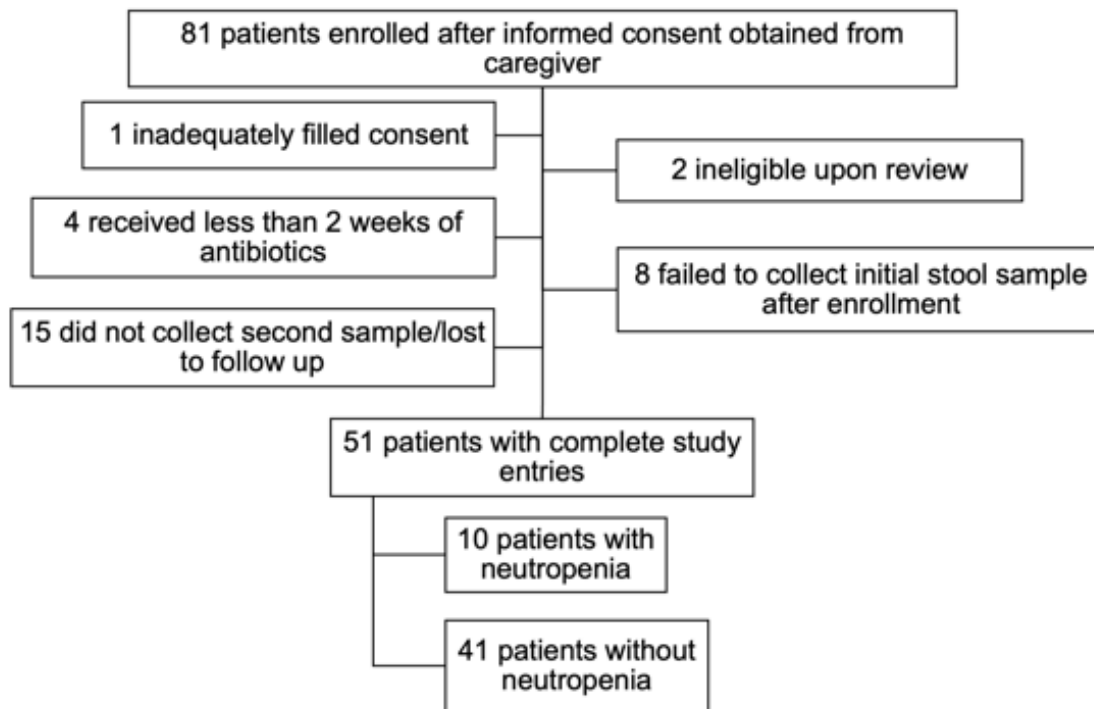 81 patients enrolled after informed consent obtained from
caregiver
1 inadequately filled consent
2 ineligible upon review
4 received less than 2 weeks of
antibiotics
8 failed to collect initial stool sample
after enrollment
15 did not collect second sample/lost
to follow up
51 patients with complete study
entries
10 patients with
neutropenia
41 patients without
neutropenia